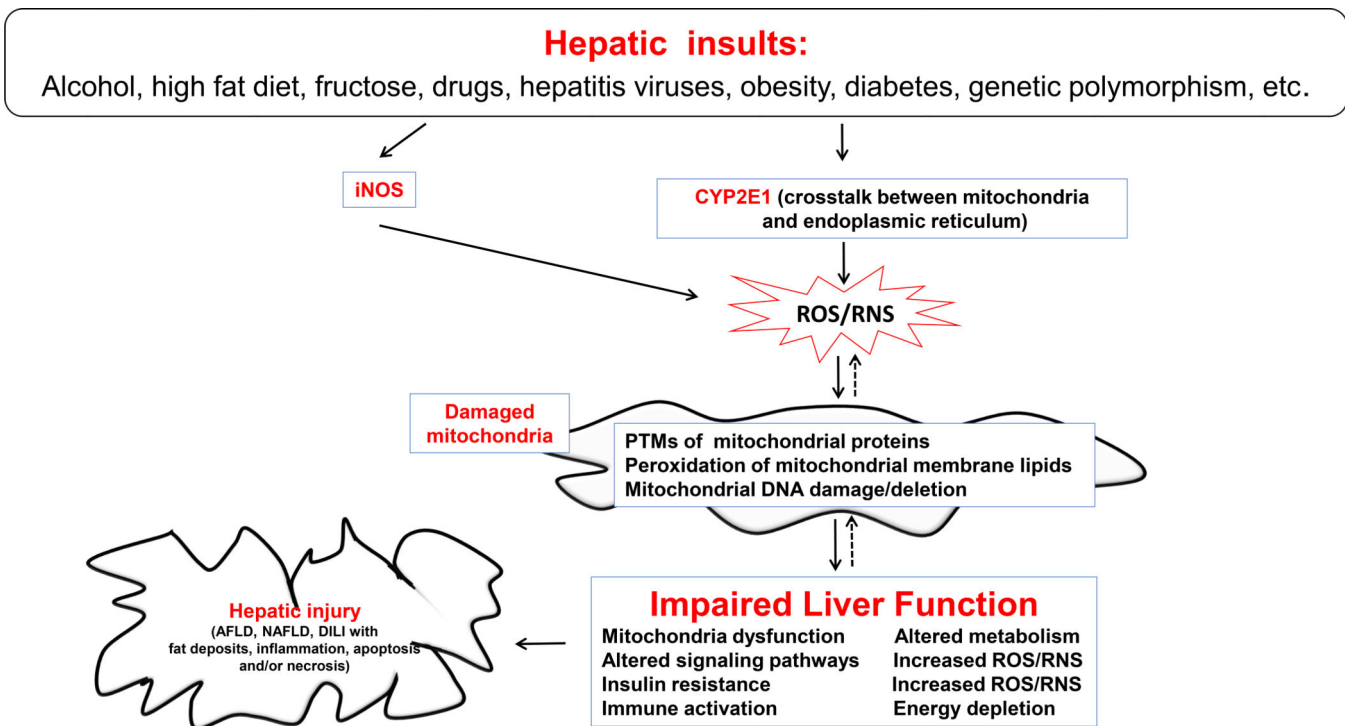 Hepatic insults:
Alcohol, high fat diet, fructose, drugs, hepatitis viruses, obesity, diabetes, genetic polymorphism, etc.
iNOS
CYP2E1 (crosstalk between mitochondria
and endoplasmic reticulum)
ROS/RNS
Damaged
mitochondria
PTMs of mitochondrial proteins
Peroxidation of mitochondrial membrane lipids
Mitochondrial DNA damage/deletion
Impaired Liver Function
Mitochondria dysfunction
Altered signaling pathways
Insulin resistance
Immune activation
Altered metabolism
Increased ROS/RNS
Increased ROS/RNS
Energy depletion
Hepatic injury
(AFLD, NAFLD, DILI with
fat deposits, inflammation, apoptosis
and/or necrosis)